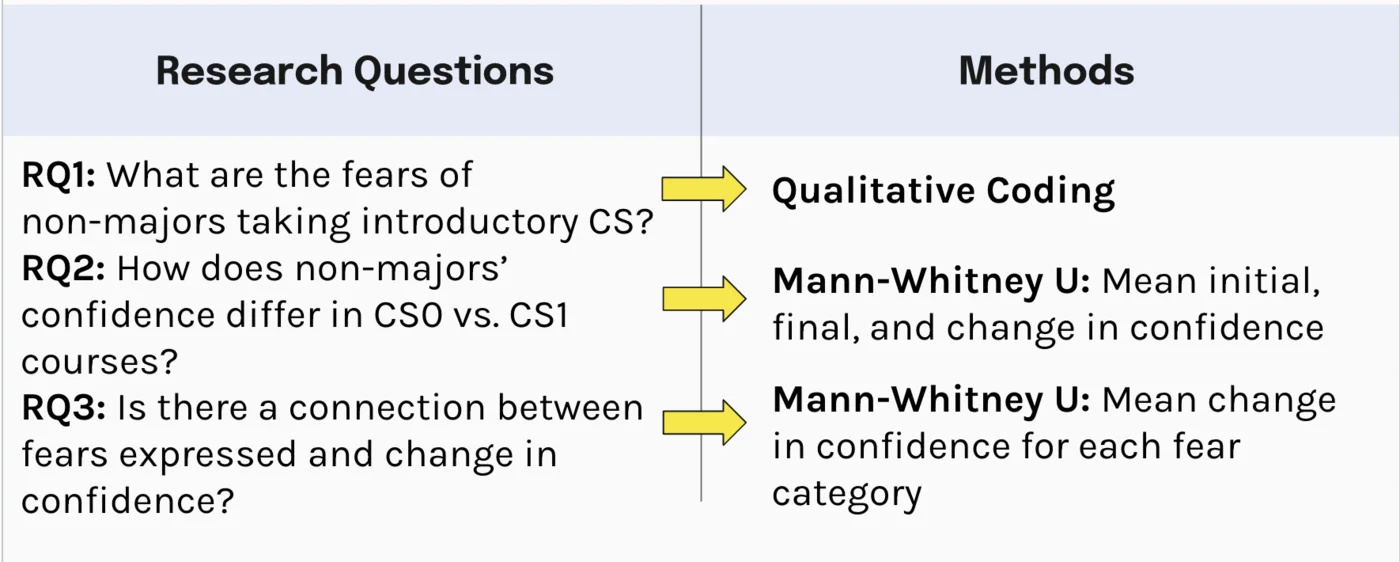 Research Questions
Methods
RQ1: What are the fears of
non-majors taking introductory CS?
RQ2: How does non-majors’
confidence differ in CS0 vs. CS1
courses?
RQ3: Is there a connection between
fears expressed and change in
confidence?
Qualitative Coding
Mann-Whitney U: Mean initial,
final, and change in confidence
Mann-Whitney U: Mean change
in confidence for each fear
category